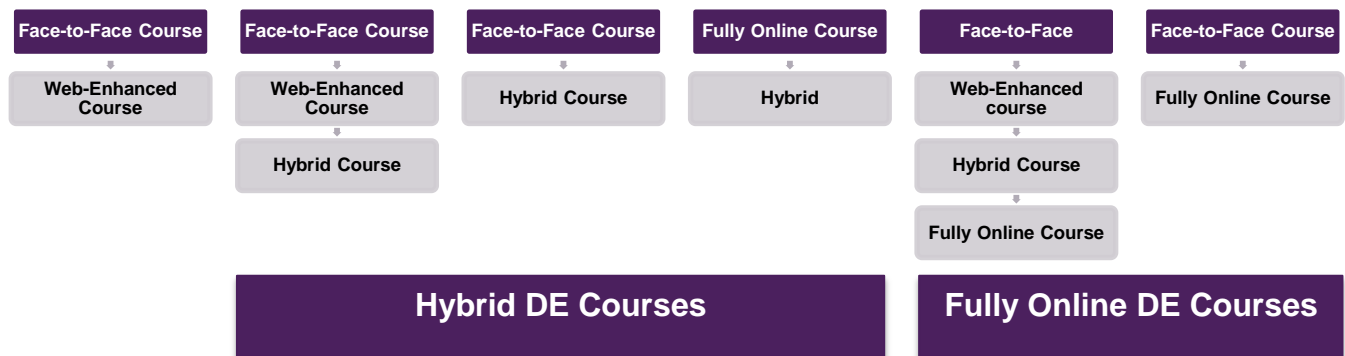 Face-to-Face Course
Web-Enhanced
Course
Face-to-Face Course
Web-Enhanced
Course
Hybrid Course
Face-to-Face Course
Hybrid Course
Fully Online Course
Hybrid
Face-to-Face
Web-Enhanced
course
Hybrid Course
Fully Online Course
Face-to-Face Course
Fully Online Course
Hybrid DE Courses
Fully Online DE Courses